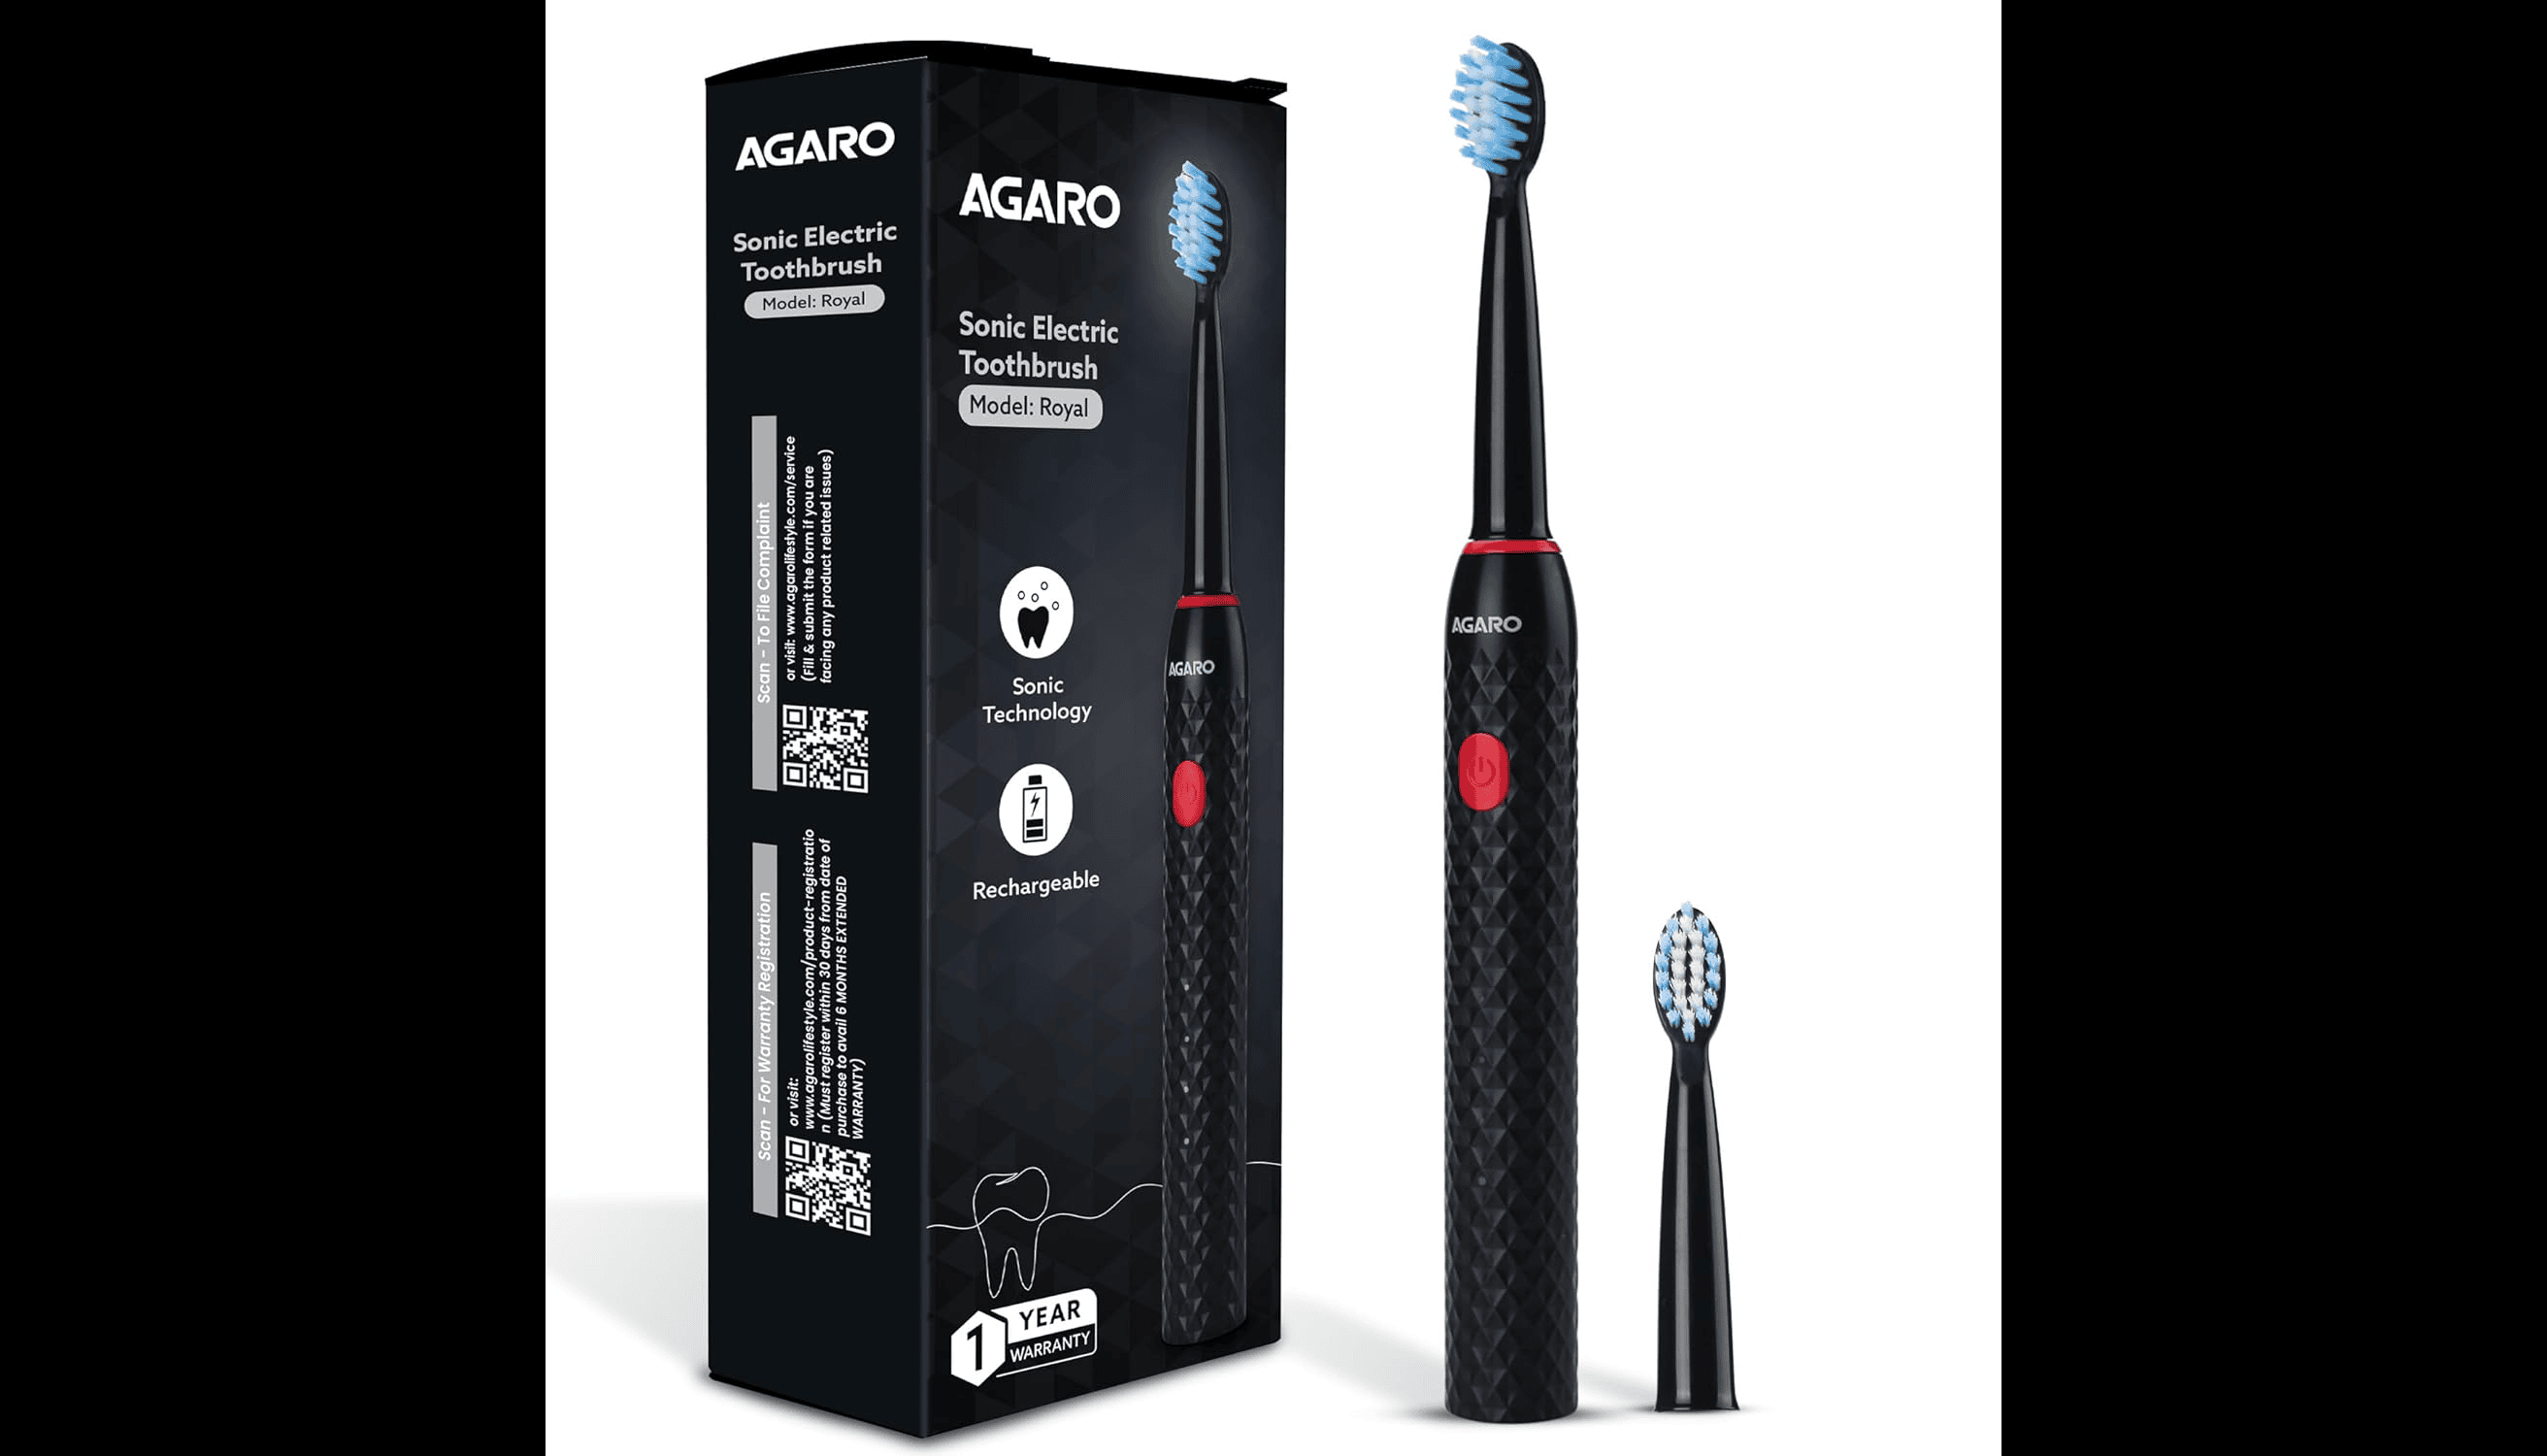 AGARO
Sonic Electric
Toothbrush
Model: Royal
Scan - To File Complaint
or visit: www.agarolifestyle.com/service
(Fill & submit the form if you are
facing any product related issues)
Scan - For Warranty Registration
or visit:
www.agarolifestyle.com/product-registratio
n (Must register within 30 days from date of
purchase to avail 6 MONTHS EXTENDED
WARRANTY)
AGARO
Sonic Electric
Toothbrush
Model: Royal
Sonic
Technology
Rechargeable
AGARO
1 YEAR
WARRANTY
AGARO